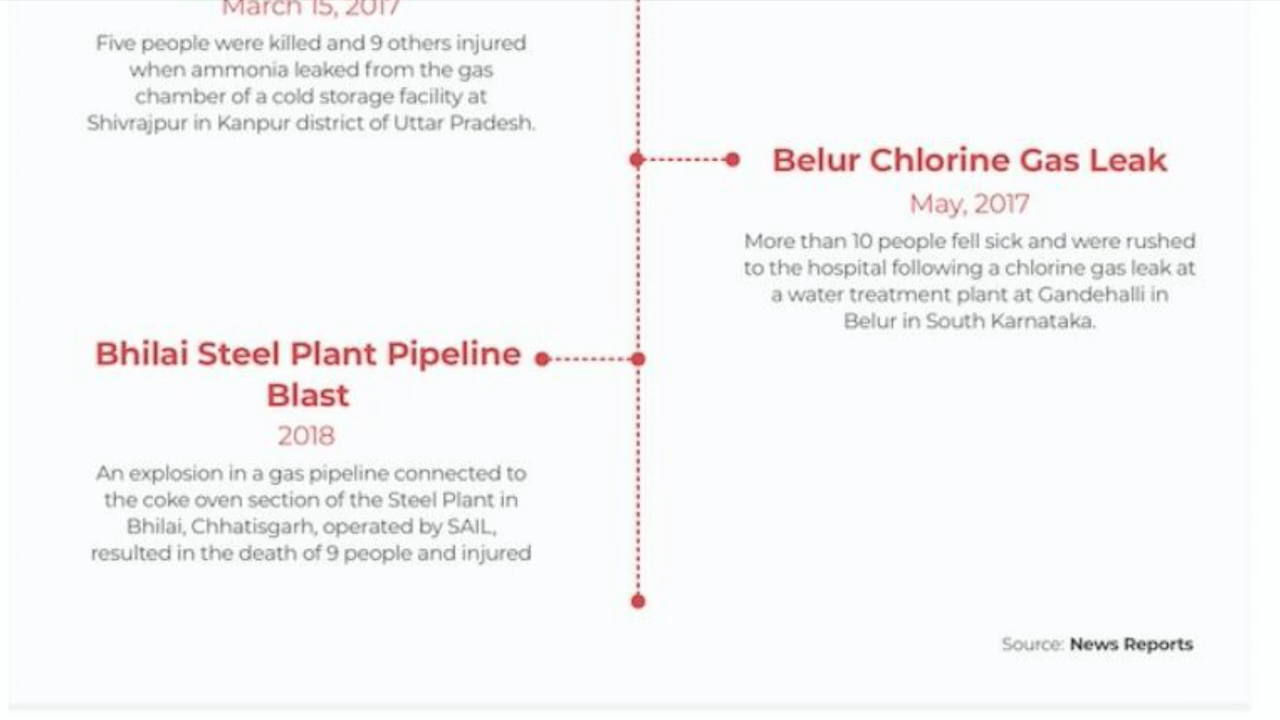 March 15, 2017
Five people were killed and 9 others injured
when ammonia leaked from the gas
chamber of a cold storage facility at
Shivrajpur in Kanpur district of Uttar Pradesh.
Belur Chlorine Gas Leak
May, 2017
More than 10 people fell sick and were rushed
to the hospital following a chlorine gas leak at
a water treatment plant at Gandehalli in
Belur in South Karnataka.
Bhilai Steel Plant Pipeline
Blast
2018
An explosion in a gas pipeline connected to
the coke oven section of the Steel Plant in
Bhilai, Chhatisgarh, operated by SAIL,
resulted in the death of 9 people and injured
Source: News Reports